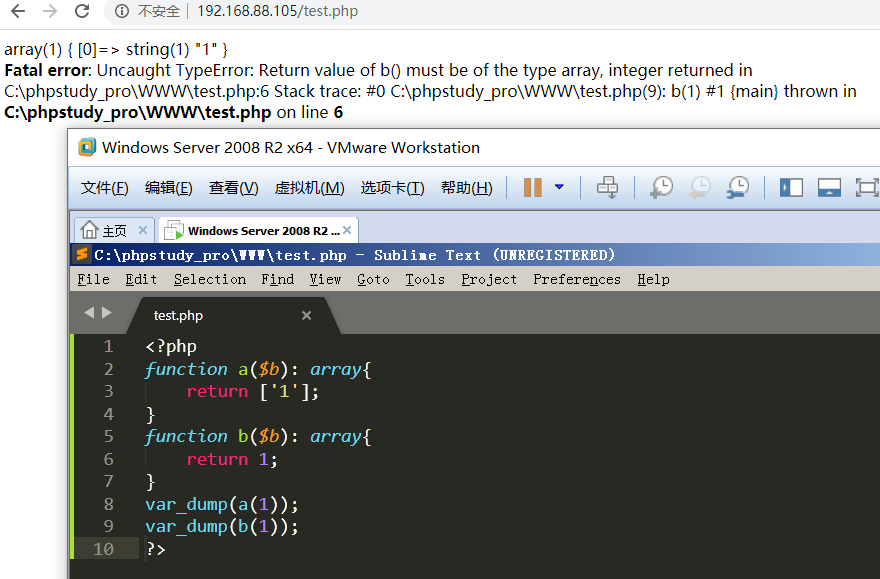 不安全 192.168.88.105/test.php
array(1) { [0]=> string(1) "1" }
Fatal error: Uncaught TypeError: Return value of b() must be of the type array, integer returned in
C:\phpstudy_pro\WWW\test.php:6 Stack trace: #0 C:\phpstudy_pro\WWW\test.php(9): b(1) #1 {main} thrown in
C:\phpstudy_pro\WWW\test.php on line 6
Windows Server 2008 R2 x64 - VMware Workstation
文件(F) 编辑(E) 查看(V) 虚拟机(M) 选项卡(T) 帮助(H)
主页 Windows Server 2008 R2 ...
C:\phpstudy_pro\WWW\test.php - Sublime Text (UNREGISTERED)
File Edit Selection Find View Goto Tools Project Preferences Help
test.php
1 <?php
2 function a($b): array{
3 return ['1'];
4 }
5 function b($b): array{
6 return 1;
7 }
8 var_dump(a(1));
9 var_dump(b(1));
10 ?>